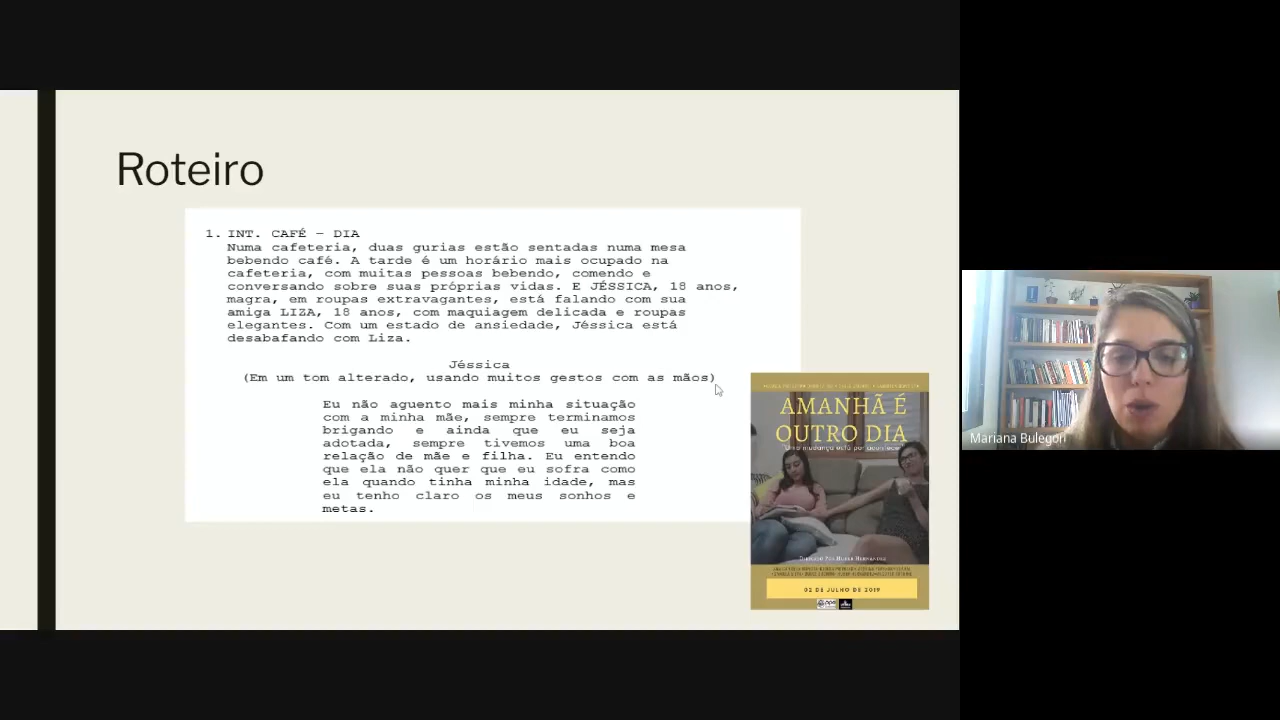 Roteiro
1. INT. CAFÉ – DIA
Numa cafeteria, duas gurias estão sentadas numa mesa
bebendo café. A tarde é um horário mais ocupado na
cafeteria, com muitas pessoas bebendo, comendo e
conversando sobre suas próprias vidas. E JÉSSICA, 18 anos,
magra, em roupas extravagantes, está falando com sua
amiga LIZA, 18 anos, com maquiagem delicada e roupas
elegantes. Com um estado de ansiedade, Jéssica está
desabafando com Liza.
Jéssica
(Em um tom alterado, usando muitos gestos com as mãos)
Eu não aguento mais minha situação
com a minha mãe, sempre terminamos
brigando e ainda que eu seja
adotada, sempre tivemos uma boa
relação de mãe e filha. Eu entendo
que ela não quer que eu sofra como
ela quando tinha minha idade, mas
eu tenho claro os meus sonhos e
metas.
AMANHÃ É
OUTRO DIA
Uma mudança está por acontecer
02 DE JULHO DE 2019
Mariana Bulegon